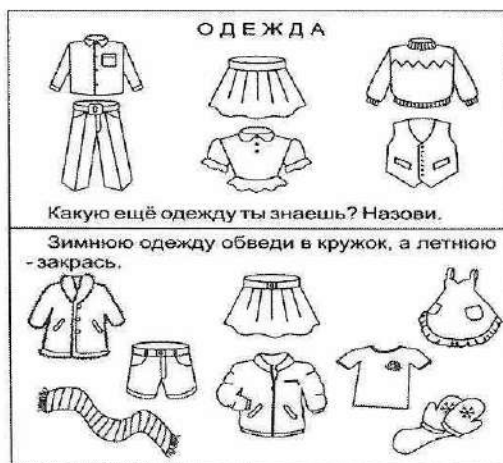 ОДЕЖДА
Какую ещё одежду ты знаешь? Назови.
Зимнюю одежду обведи в кружок, а летнюю
- закрась.